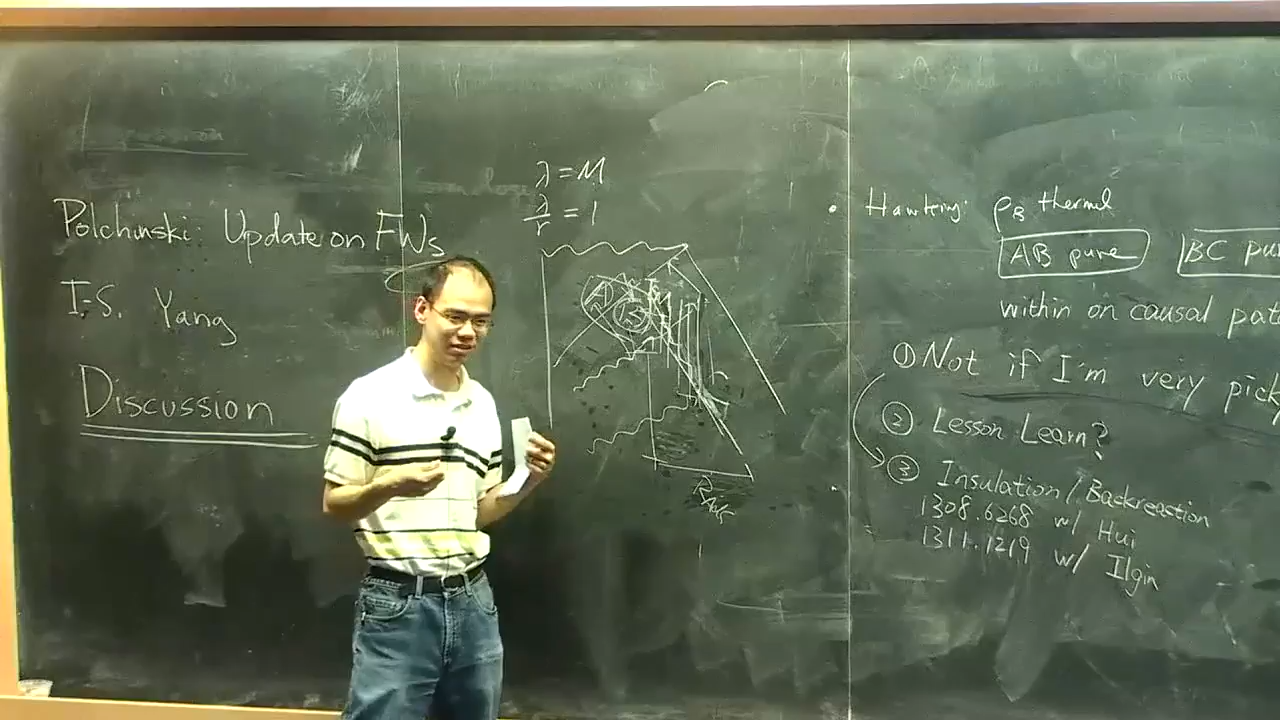 Polchinski: Update on FWs
I-S. Yang
Discussion
λ = M
λ/r = 1
• Hawking: ρB thermal
AB pure
BC pu
within on causal pat
① Not if I'm very pick
② Lesson Learn?
③ Insulation/Backreaction
1308.6268 w/ Hui
1311.1219 w/ Ilgin